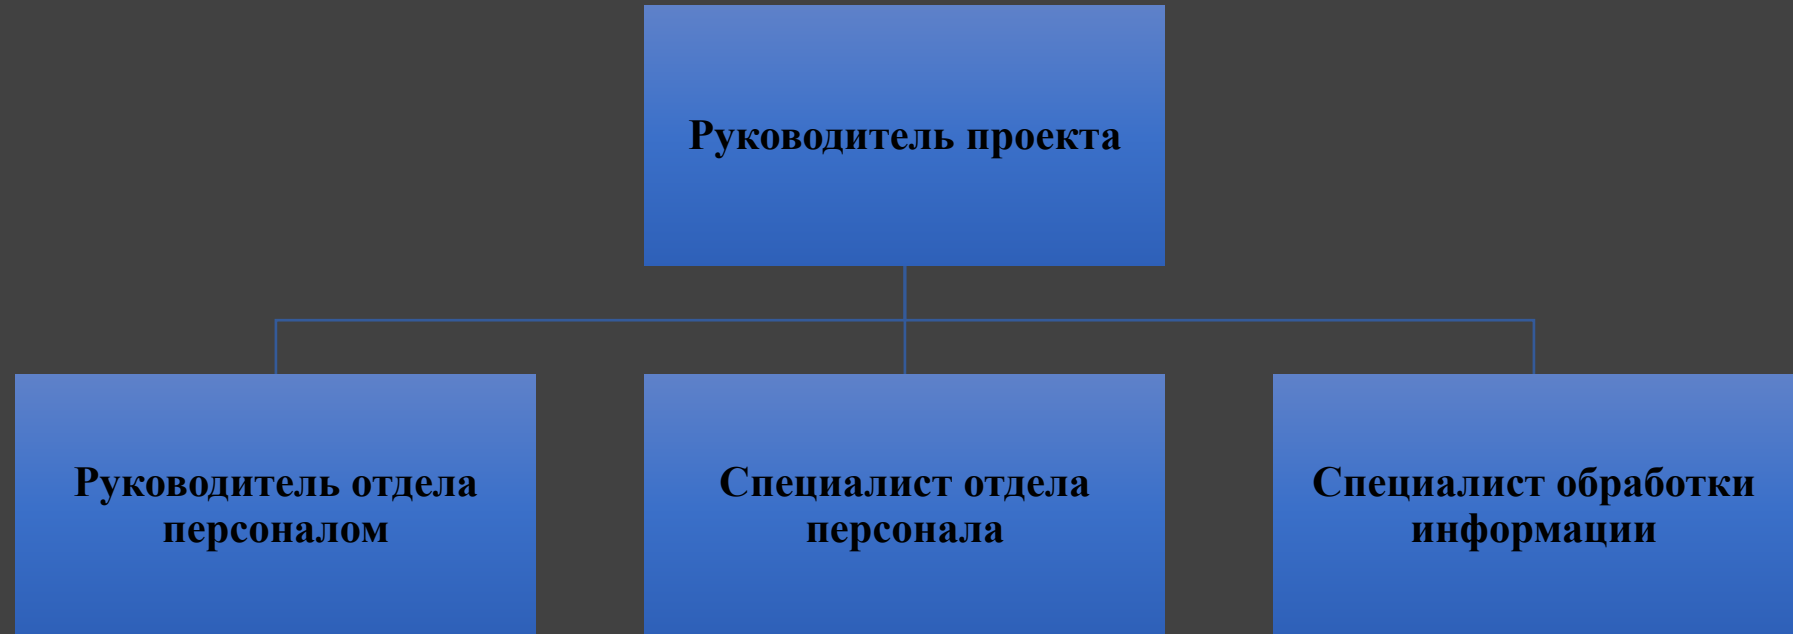 Руководитель проекта
Руководитель отдела
персоналом
Специалист отдела
персонала
Специалист обработки
информации